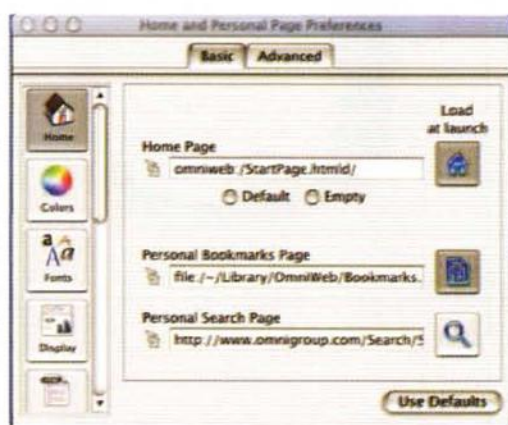 Home and Personal Page Preferences
Basic Advanced
Load
at launch
Home
Home Page
omniweb:/StartPage.htmld/
Default Empty
Colors
Fonts
Personal Bookmarks Page
file:/~/Library/OmniWeb/Bookmarks.
Display
Personal Search Page
http://www.omnigroup.com/Search/S
Use Defaults